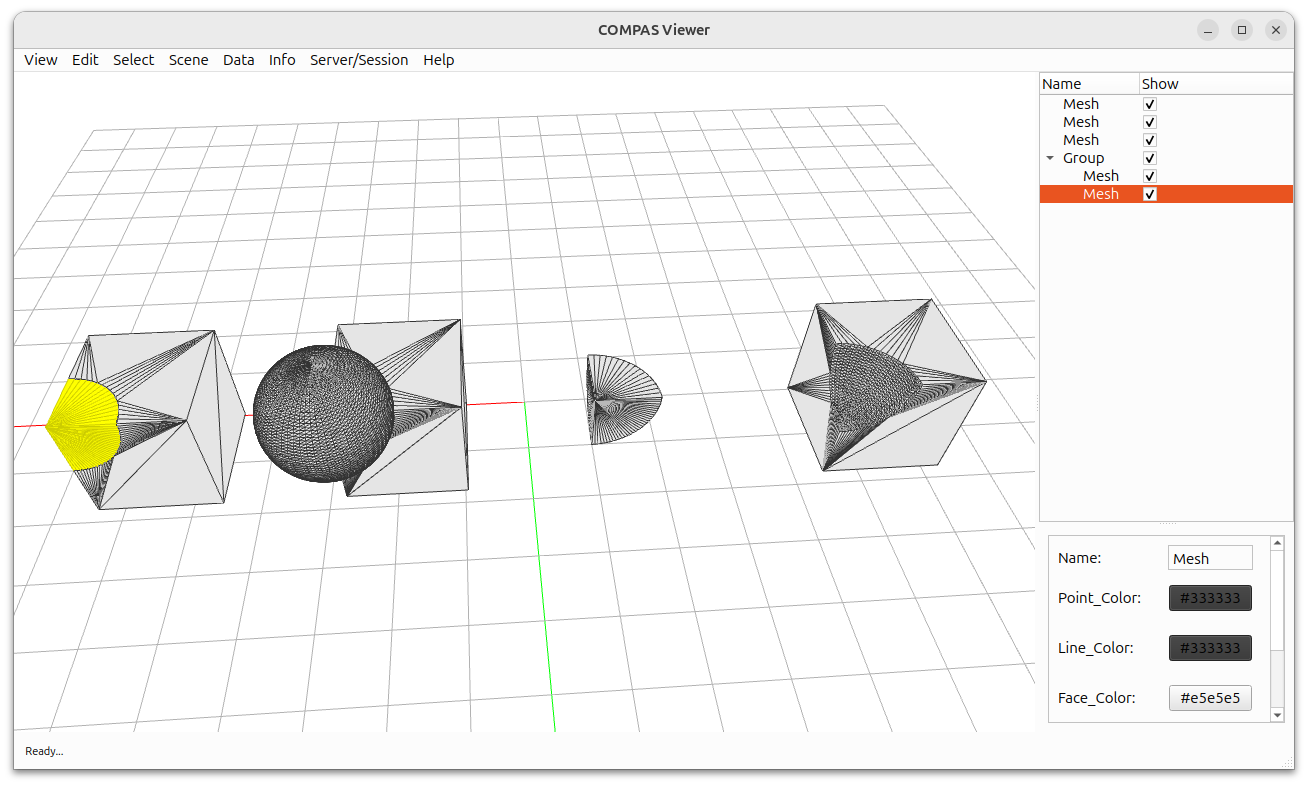 COMPAS Viewer
View Edit Select Scene Data Info Server/Session Help
Name Show
Mesh
Mesh
Mesh
Group
Mesh
Mesh
Name: Mesh
Point_Color: #333333
Line_Color: #333333
Face_Color: #e5e5e5
Ready...